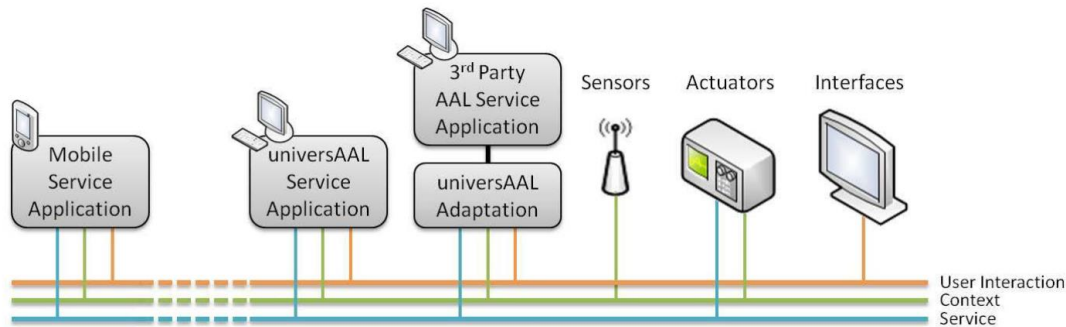 Mobile
Service
Application
universAAL
Service
Application
3rd Party
AAL Service
Application
universAAL
Adaptation
Sensors
Actuators
Interfaces
User Interaction
Context
Service